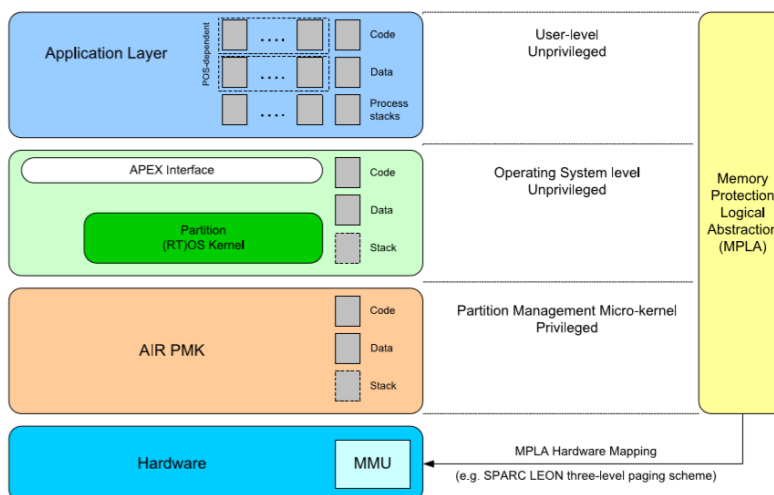 Application Layer
POS-dependent
....
Code
....
Data
....
Process
stacks
User-level
Unprivileged
APEX Interface
Partition
(RT)OS Kernel
Code
Data
Stack
Operating System level
Unprivileged
AIR PMK
Code
Data
Stack
Partition Management Micro-kernel
Privileged
Memory
Protection
Logical
Abstraction
(MPLA)
Hardware
MMU
MPLA Hardware Mapping
(e.g. SPARC LEON three-level paging scheme)